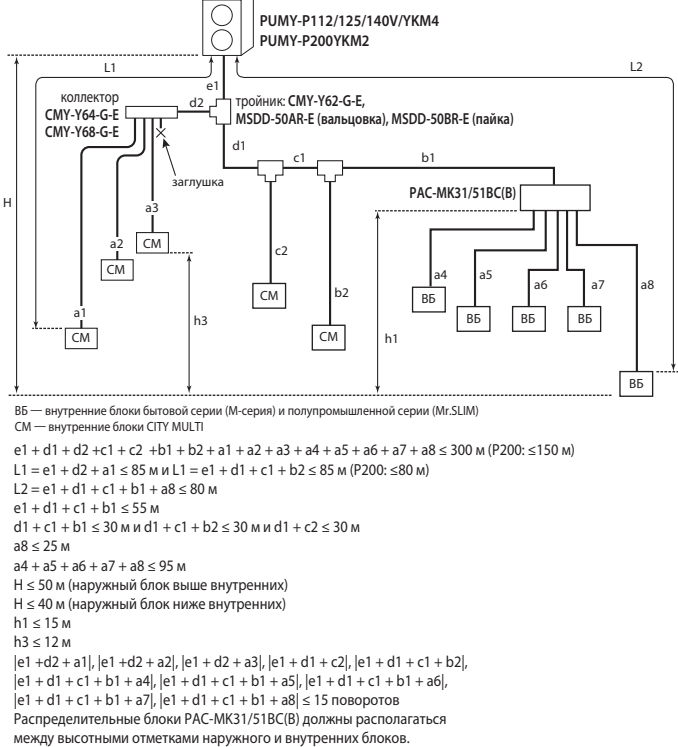 PUMY-P112/125/140V/YKM4
PUMY-P200YKM2
L1
L2
e1
коллектор
CMY-Y64-G-E
CMY-Y68-G-E
d2
тройник: CMY-Y62-G-E,
MSDD-50AR-E (вальцовка), MSDD-50BR-E (пайка)
заглушка
d1
c1
b1
PAC-MK31/51BC(B)
H
a3
CM
a2
CM
a1
CM
h3
c2
CM
b2
CM
h1
a4
ВБ
a5
ВБ
a6
ВБ
a7
ВБ
a8
ВБ
ВБ — внутренние блоки бытовой серии (М-серия) и полупромышленной серии (Mr.SLIM)
СМ — внутренние блоки CITY MULTI
e1 + d1 + d2 +c1 + c2 +b1 + b2 + a1 + a2 + a3 + a4 + a5 + a6 + a7 + a8 ≤ 300 м (P200: ≤150 м)
L1 = e1 + d2 + a1 ≤ 85 м и L1 = e1 + d1 + c1 + b2 ≤ 85 м (P200: ≤80 м)
L2 = e1 + d1 + c1 + b1 + a8 ≤ 80 м
e1 + d1 + c1 + b1 ≤ 55 м
d1 + c1 + b1 ≤ 30 м и d1 + c1 + b2 ≤ 30 м и d1 + c2 ≤ 30 м
a8 ≤ 25 м
a4 + a5 + a6 + a7 + a8 ≤ 95 м
H ≤ 50 м (наружный блок выше внутренних)
H ≤ 40 м (наружный блок ниже внутренних)
h1 ≤ 15 м
h3 ≤ 12 м
|e1 +d2 + a1|, |e1 +d2 + a2|, |e1 + d2 + a3|, |e1 + d1 + c2|, |e1 + d1 + c1 + b2|,
|e1 + d1 + c1 + b1 + a4|, |e1 + d1 + c1 + b1 + a5|, |e1 + d1 + c1 + b1 + a6|,
|e1 + d1 + c1 + b1 + a7|, |e1 + d1 + c1 + b1 + a8| ≤ 15 поворотов
Распределительные блоки PAC-MK31/51BC(B) должны располагаться
между высотными отметками наружного и внутренних блоков.